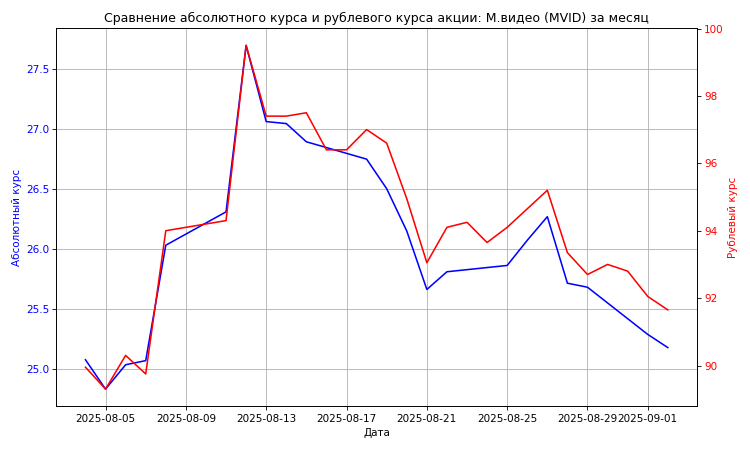 Сравнение абсолютного курса и рублевого курса акции: М.видео (MVID) за месяц
Абсолютный курс
27.5
27.0
26.5
26.0
25.5
25.0
100
98
96
94
92
90
Рублевый курс
2025-08-05 2025-08-09 2025-08-13 2025-08-17 2025-08-21 2025-08-25 2025-08-29 2025-09-01
Дата